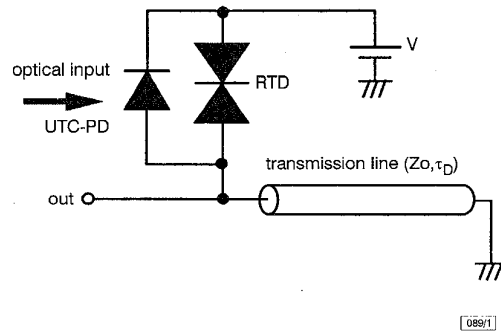 V
optical input
RTD
UTC-PD
transmission line (Zo,τD)
out
089/1